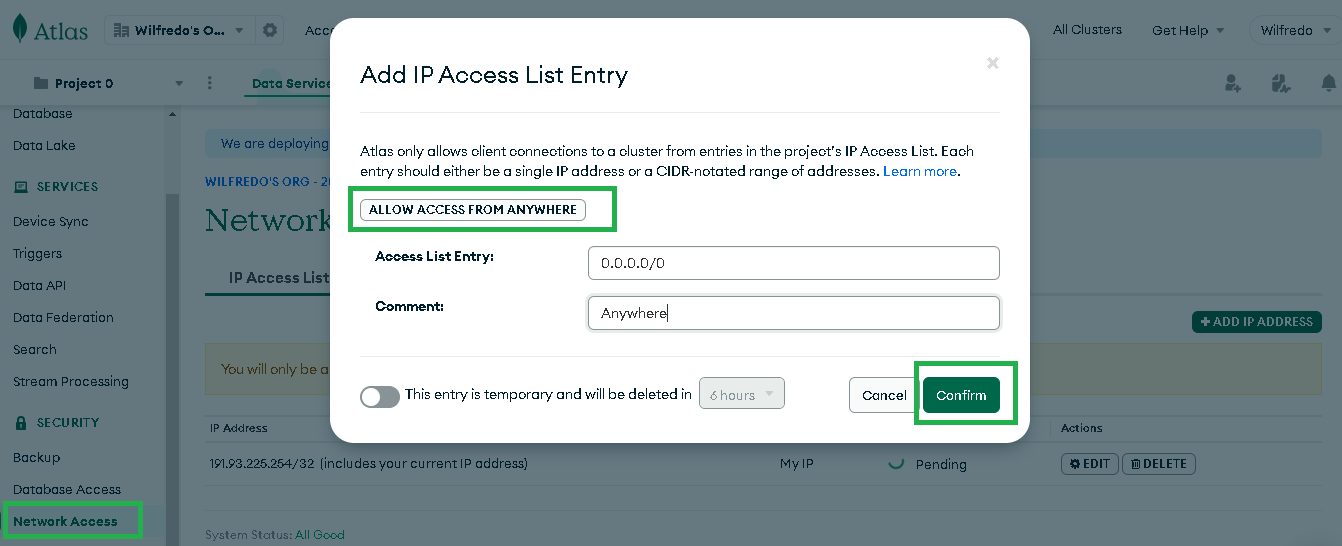 Atlas
Wilfredo's O...
Acce
All Clusters
Get Help
Wilfredo
Project 0
Data Service
Database
Data Lake
SERVICES
Device Sync
Triggers
Data API
Data Federation
Search
Stream Processing
SECURITY
Backup
Database Access
Network Access
We are deploying
WILFREDO'S ORG - 20
Network
IP Access List
+ ADD IP ADDRESS
You will only be a
Add IP Access List Entry
×
Atlas only allows client connections to a cluster from entries in the project's IP Access List. Each
entry should either be a single IP address or a CIDR-notated range of addresses. Learn more.
ALLOW ACCESS FROM ANYWHERE
Access List Entry:
0.0.0.0/0
Comment:
Anywhere
This entry is temporary and will be deleted in
6 hours
Cancel
Confirm
IP Address
Actions
191.93.225.254/32 (includes your current IP address)
My IP
Pending
EDIT
DELETE
System Status: All Good